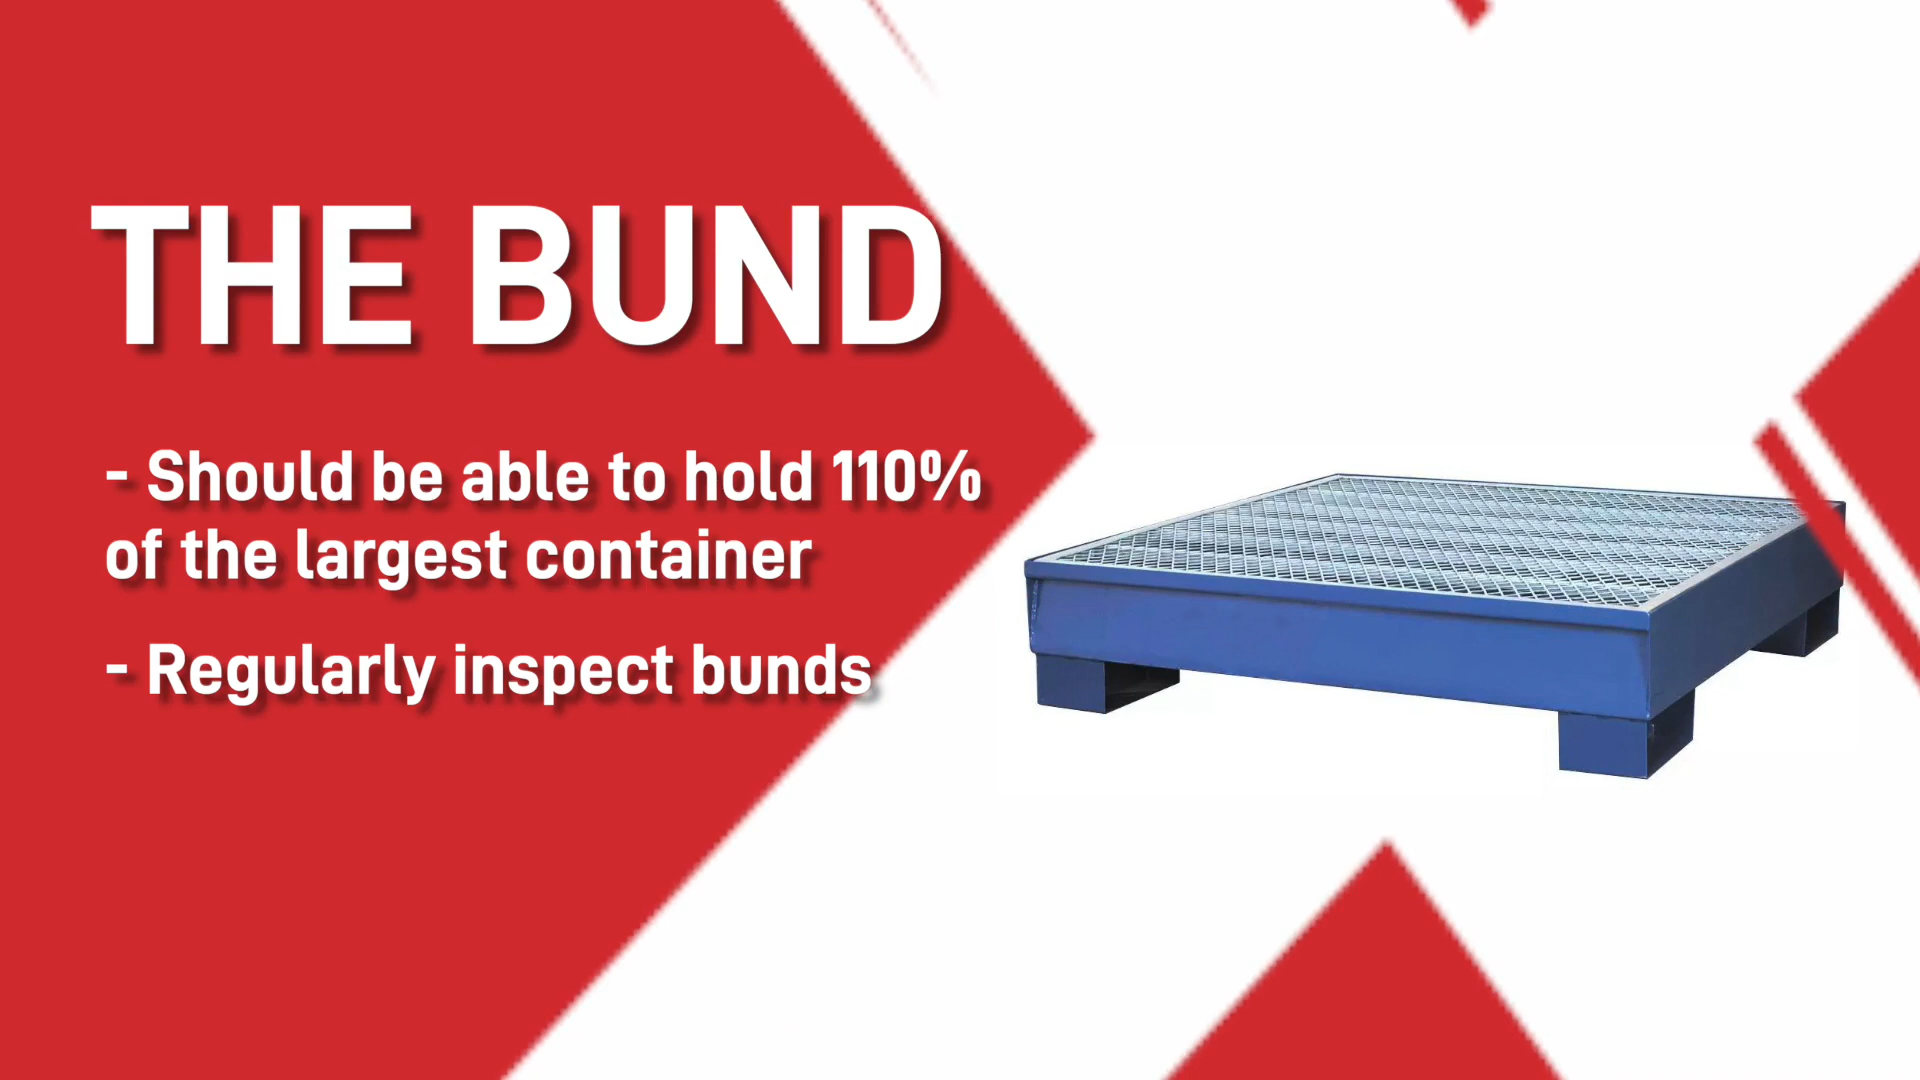 THE BUND
- Should be able to hold 110%
of the largest container
- Regularly inspect bunds